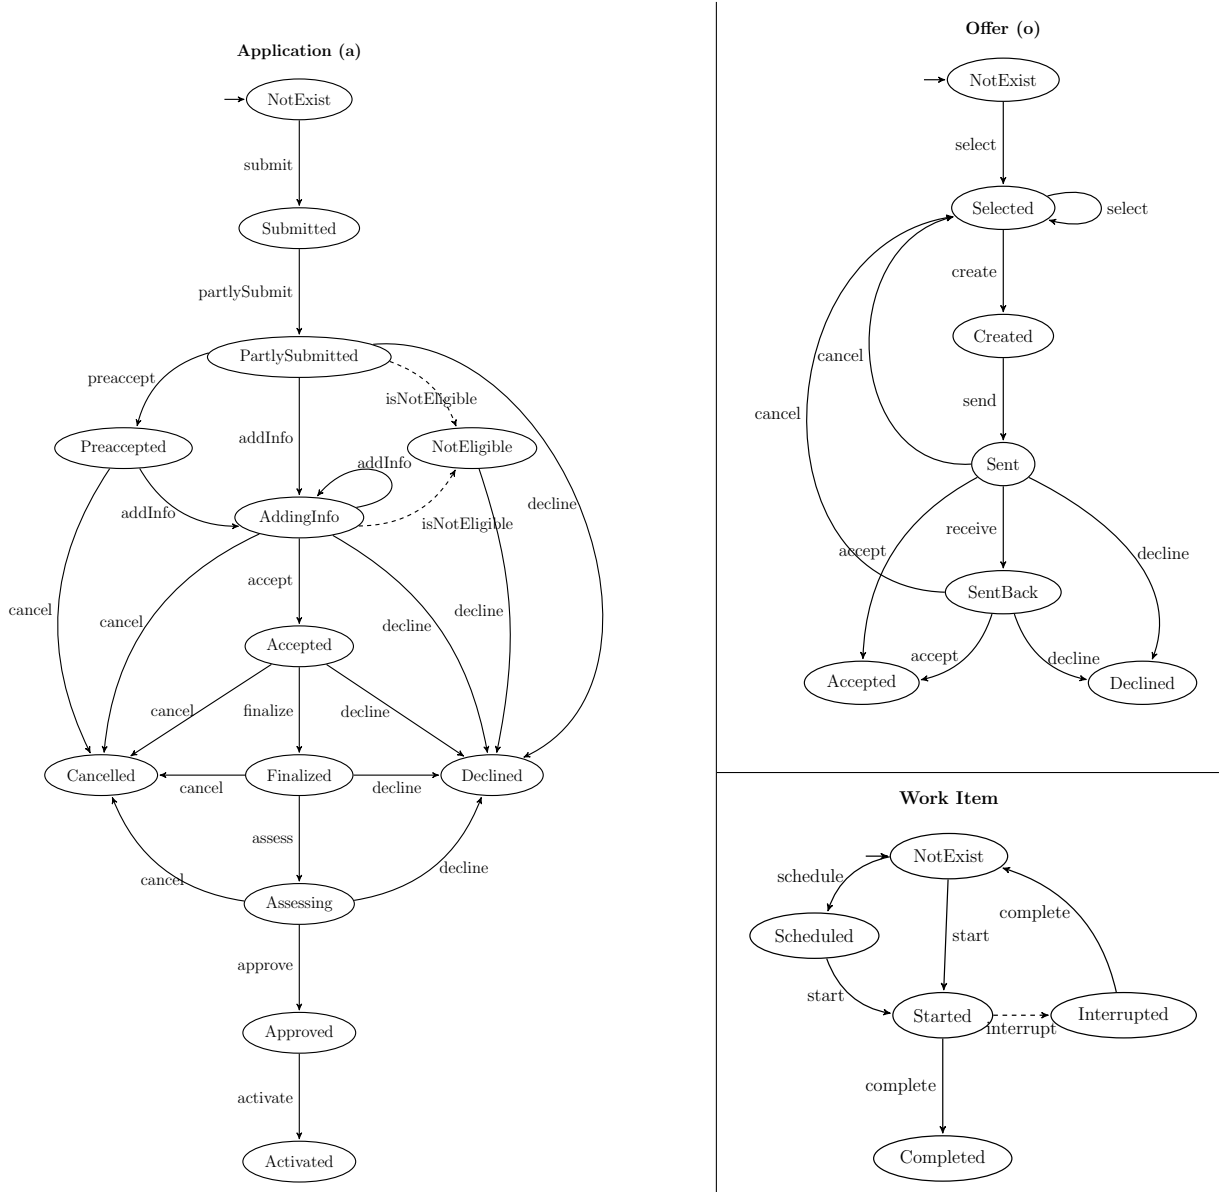 Application (a)
NotExist
submit
Submitted
partlySubmit
PartlySubmitted
preaccept
isNotEligible
addInfo
Preaccepted
NotEligible
addInfo
addInfo
decline
AddingInfo
isNotEligible
accept
cancel
cancel
decline
decline
Accepted
cancel
finalize
decline
Cancelled
Finalized
Declined
cancel
decline
assess
cancel
decline
Assessing
approve
Approved
activate
Activated
Offer (o)
NotExist
select
Selected
select
create
Created
cancel
send
cancel
Sent
receive
accept
decline
SentBack
accept
decline
Accepted
Declined
Work Item
NotExist
schedule
complete
Scheduled
start
start
Started
Interrupted
interrupt
complete
Completed